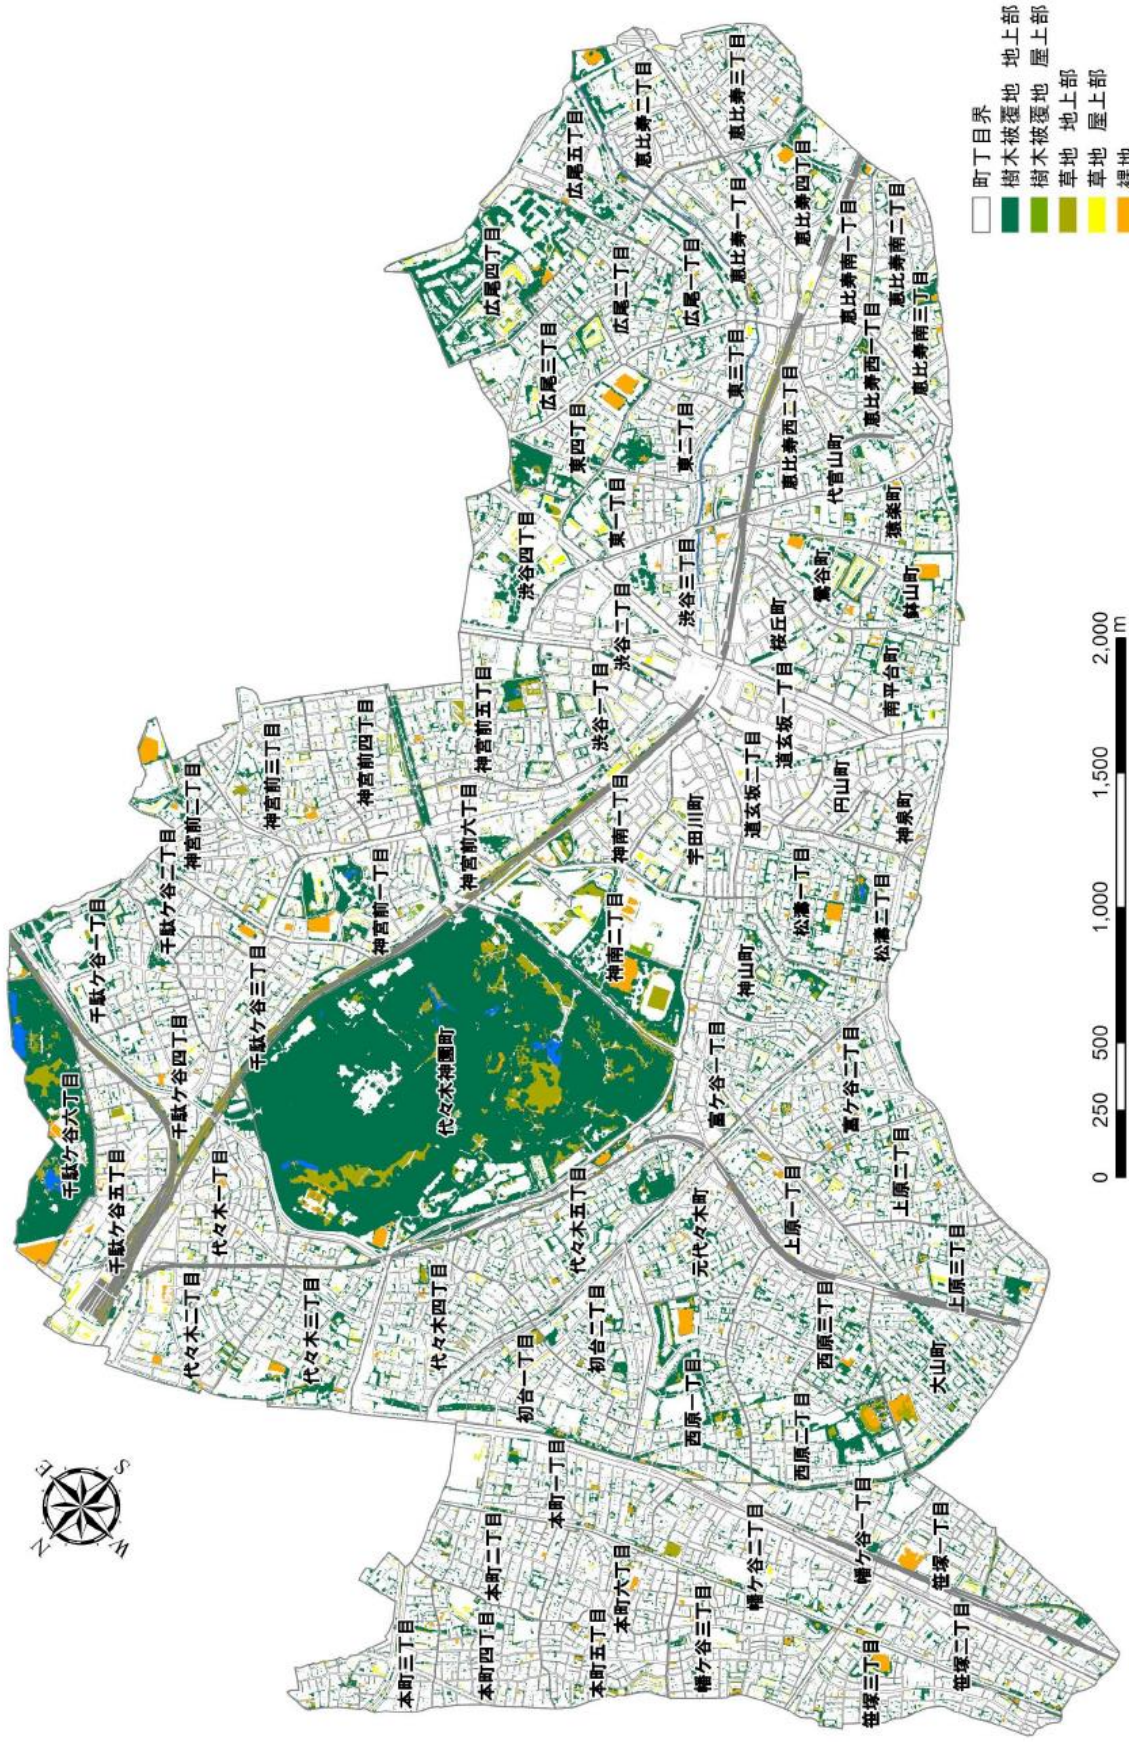 恵比寿三丁目
恵比寿二丁目
広尾五丁目
恵比寿四丁目
恵比寿一丁目
広尾四丁目
広尾二丁目
広尾一丁目
恵比寿南一丁目
恵比寿南二丁目
恵比寿南三丁目
恵比寿西一丁目
恵比寿西二丁目
広尾三丁目
東三丁目
東四丁目
東二丁目
東一丁目
代官山町
猿楽町
渋谷四丁目
渋谷三丁目
渋谷二丁目
渋谷一丁目
鶯谷町
鉢山町
桜丘町
南平台町
道玄坂一丁目
道玄坂二丁目
円山町
神泉町
神宮前五丁目
神宮前四丁目
神宮前三丁目
神宮前二丁目
神宮前六丁目
神宮前一丁目
神南一丁目
宇田川町
神南二丁目
松濤一丁目
松濤二丁目
神山町
千駄ケ谷二丁目
千駄ケ谷一丁目
千駄ケ谷三丁目
千駄ケ谷四丁目
千駄ケ谷六丁目
千駄ケ谷五丁目
代々木神園町
富ケ谷一丁目
富ケ谷二丁目
代々木一丁目
代々木二丁目
代々木三丁目
代々木四丁目
代々木五丁目
元代々木町
上原一丁目
上原二丁目
上原三丁目
初台一丁目
初台二丁目
西原一丁目
西原二丁目
西原三丁目
大山町
本町一丁目
本町二丁目
本町三丁目
本町四丁目
本町五丁目
本町六丁目
幡ケ谷一丁目
幡ケ谷二丁目
幡ケ谷三丁目
笹塚一丁目
笹塚二丁目
笹塚三丁目
N
E
S
W
町丁目界
樹木被覆地 地上部
樹木被覆地 屋上部
草地 地上部
草地 屋上部
裸地
0 250 500 1,000 1,500 2,000
m